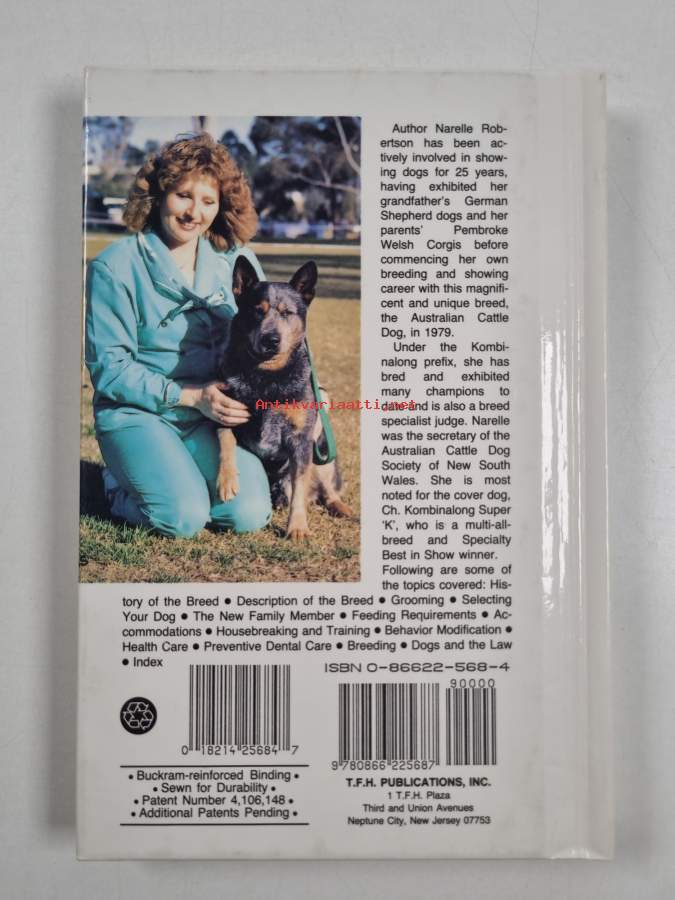 Author Narelle Rob-
ertson has been ac-
tively involved in show-
ing dogs for 25 years,
having exhibited her
grandfather's German
Shepherd dogs and her
parents' Pembroke
Welsh Corgis before
commencing her own
breeding and showing
career with this magnifi-
cent and unique breed,
the Australian Cattle
Dog, in 1979.
Under the Kombi-
nalong prefix, she has
bred and exhibited
many champions to
Antikvariaatti.net
date and is also a breed
specialist judge. Narelle
was the secretary of the
Australian Cattle Dog
Society of New South
Wales. She is most
noted for the cover dog,
Ch. Kombinalong Super
'K', who is a multi-all-
breed and Specialty
Best in Show winner.
Following are some of
the topics covered: His-
tory of the Breed • Description of the Breed • Grooming • Selecting
Your Dog • The New Family Member • Feeding Requirements • Ac-
commodations • Housebreaking and Training • Behavior Modification •
Health Care • Preventive Dental Care • Breeding • Dogs and the Law
• Index
ISBN 0-86622-568-4
90000
0 18214 25684 7
9 780866 225687
• Buckram-reinforced Binding •
• Sewn for Durability •
• Patent Number 4,106,148 •
• Additional Patents Pending •
T.F.H. PUBLICATIONS, INC.
1 T.F.H. Plaza
Third and Union Avenues
Neptune City, New Jersey 07753